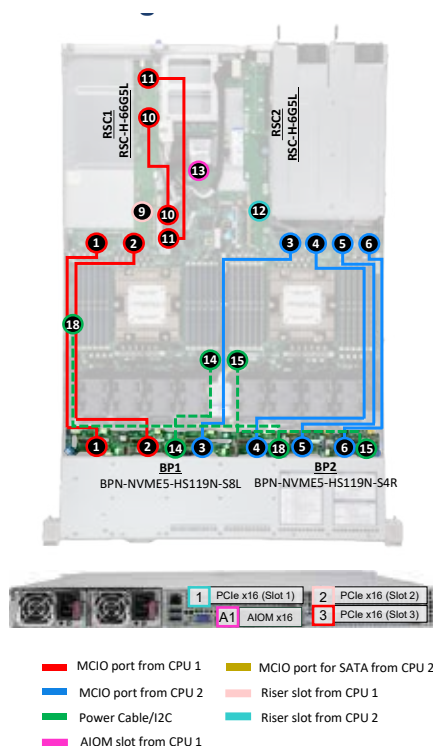 11
RSC1
RSC-H-66G5L
RSC2
RSC-H-6G5L
10
13
9
10
12
1
2
11
3
4
5
6
18
14
15
1
2
14
3
4
18
5
6
15
BP1
BP2
BPN-NVME5-HS119N-S8L
BPN-NVME5-HS119N-S4R
1 PCIe x16 (Slot 1)
2 PCIe x16 (Slot 2)
A1 AIOM x16
3 PCIe x16 (Slot 3)
MCIO port from CPU 1
MCIO port for SATA from CPU 2
MCIO port from CPU 2
Riser slot from CPU 1
Power Cable/I2C
Riser slot from CPU 2
AIOM slot from CPU 1